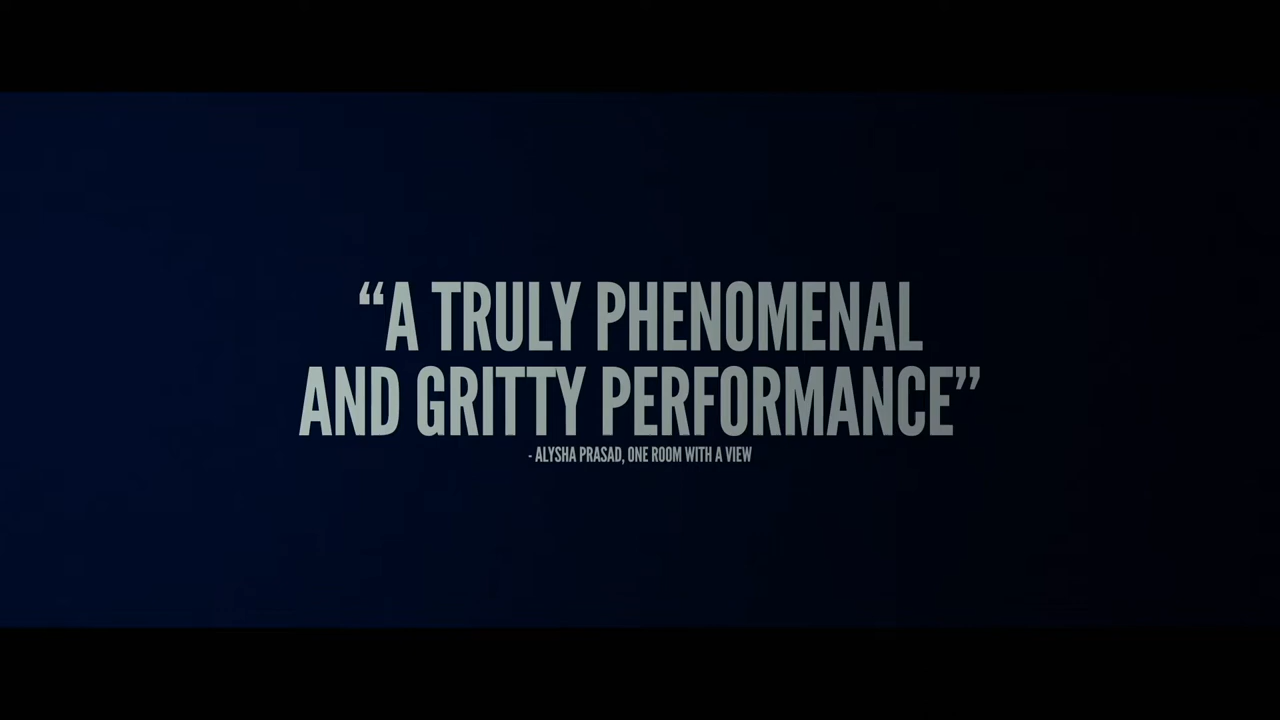 “A TRULY PHENOMENAL
AND GRITTY PERFORMANCE”
- ALYSHA PRASAD, ONE ROOM WITH A VIEW